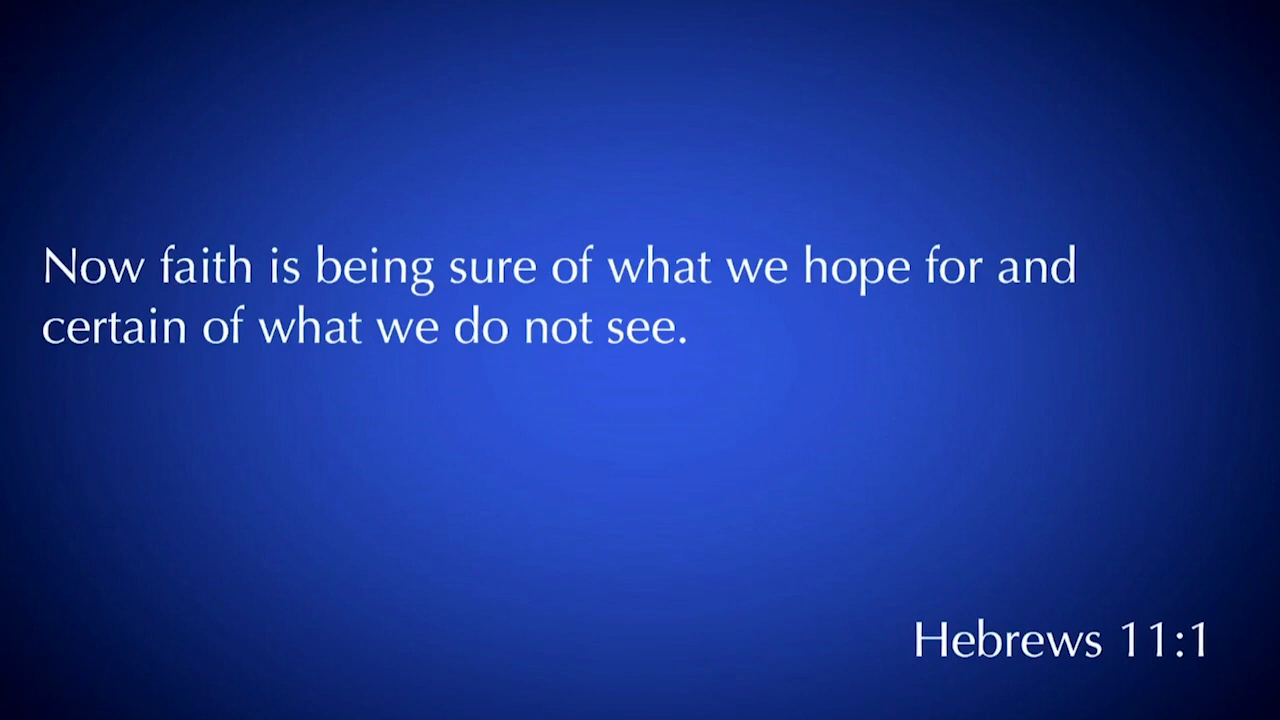 Now faith is being sure of what we hope for and
certain of what we do not see.
Hebrews 11:1